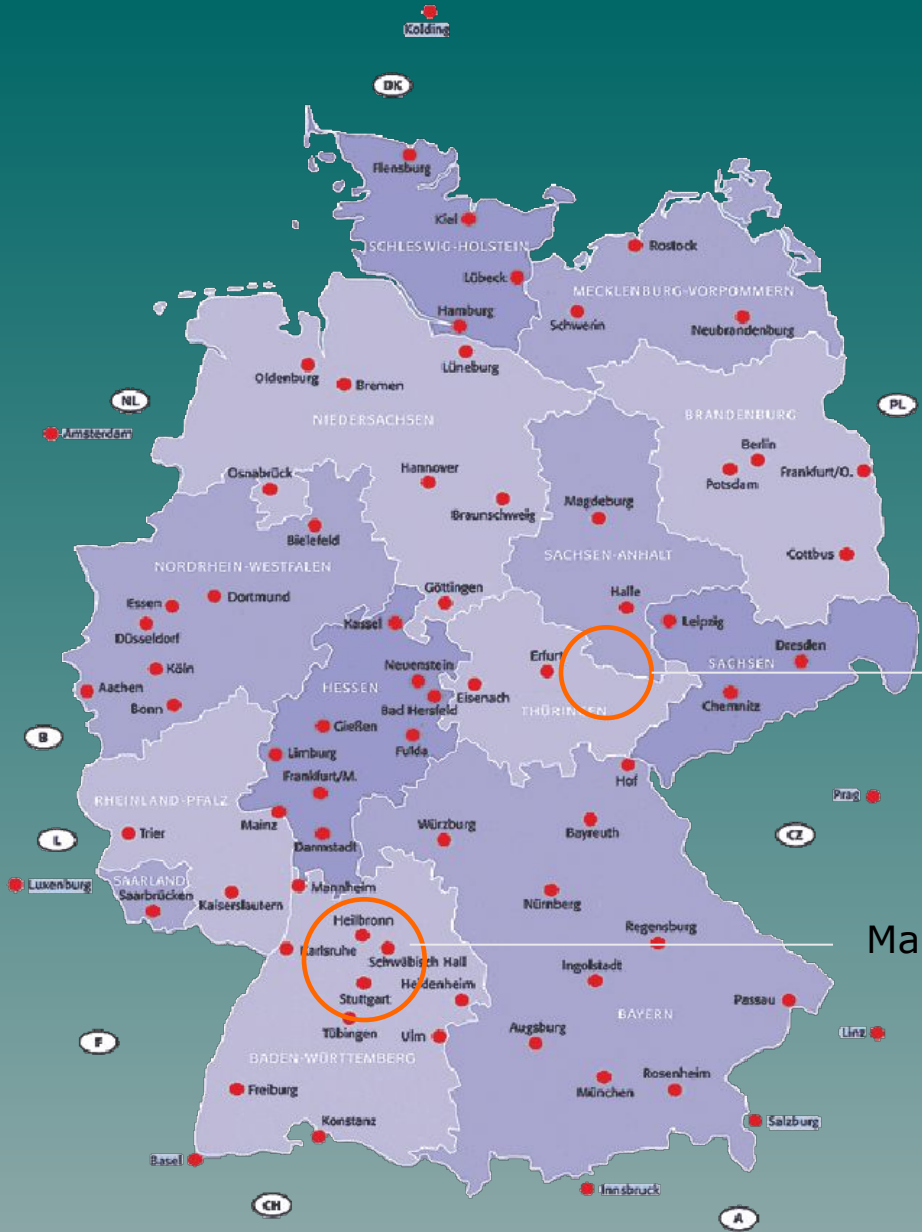 Kolding
DK
Flensburg
Kiel
SCHLESWIG-HOLSTEIN
Rostock
Lübeck
MECKLENBURG-VORPOMMERN
Hamburg
Schwerin
Neubrandenburg
Lüneburg
Oldenburg
Bremen
NL
PL
BRANDENBURG
NIEDERSACHSEN
Amsterdam
Berlin
Osnabrück
Hannover
Potsdam
Frankfurt/O.
Magdeburg
Braunschweig
Bielefeld
SACHSEN-ANHALT
Cottbus
NORDRHEIN-WESTFALEN
Göttingen
Essen
Dortmund
Halle
Kassel
Leipzig
DÜsseldorf
Dresden
Erfurt
SACHSEN
Köln
Neuenstein
HESSEN
Aachen
Eisenach
Bonn
Bad Hersfeld
Chemnitz
THÜRINGEN
Gießen
B
Fulda
Limburg
Hof
Frankfurt/M.
Prag
RHEINLAND-PFALZ
Mainz
Würzburg
Bayreuth
L
Trier
CZ
Darmstadt
SAARLAND
Luxenburg
Mannheim
Saarbrücken
Kaiserslautern
Nürnberg
Heilbronn
Regensburg
Karlsruhe
Ma
Schwäbisch Hall
Ingolstadt
Heidenheim
Stuttgart
Passau
BAYERN
Augsburg
Tübingen
Ulm
Linz
F
BADEN-WÜRTTEMBERG
Rosenheim
Freiburg
München
Konstanz
Salzburg
Basel
Innsbruck
CH
A